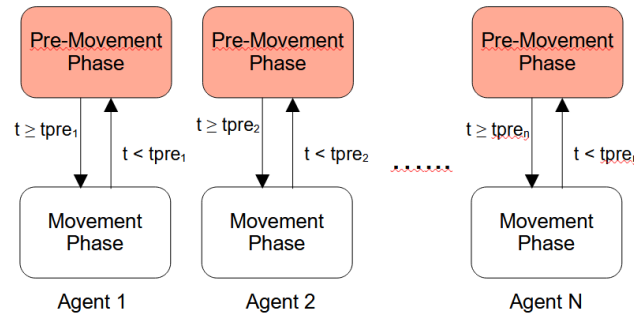 Pre-Movement
Phase
Pre-Movement
Phase
Pre-Movement
Phase
t ≥ tpre₁
t < tpre₁
t ≥ tpre₂
t < tpre₂
......
t ≥ tpreₙ
t < tpreₙ
Movement
Phase
Movement
Phase
Movement
Phase
Agent 1
Agent 2
Agent N